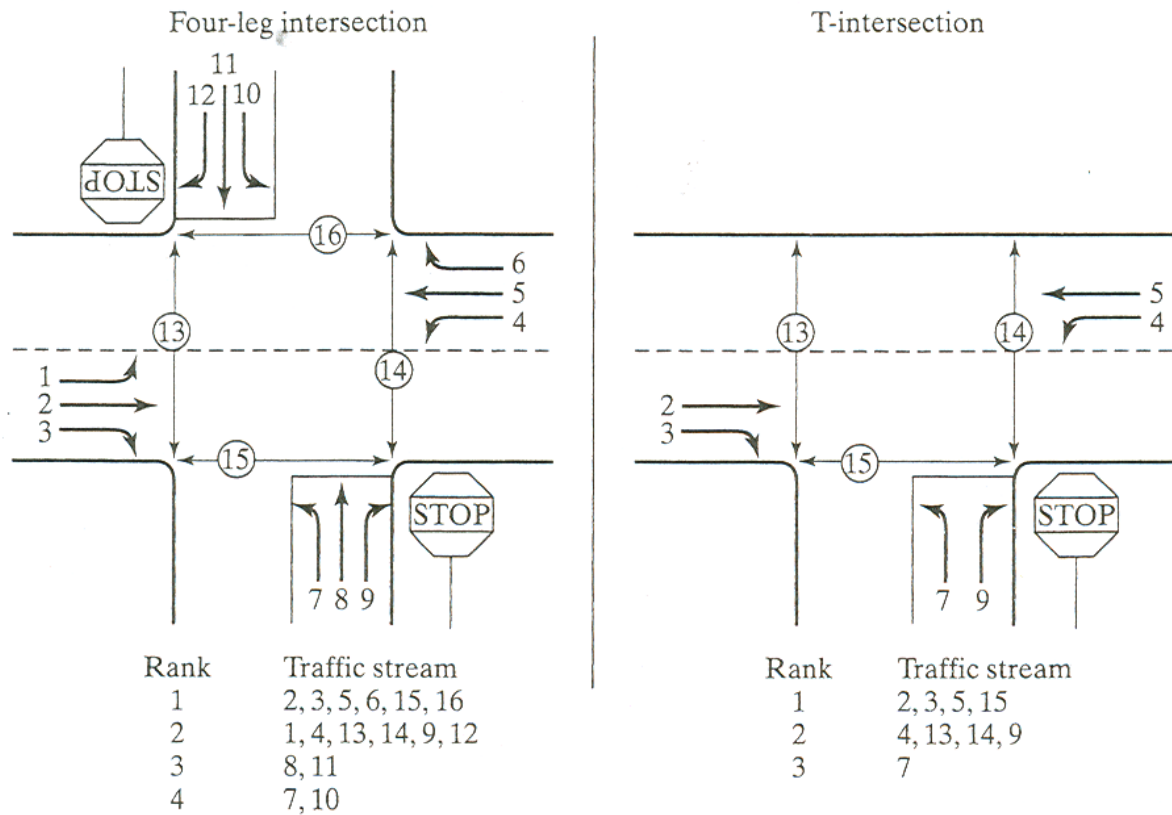 Four-leg intersection
T-intersection
11
12
10
STOP
16
6
5
4
13
14
1
2
3
15
STOP
7
8
9
5
4
13
14
2
3
15
STOP
7
9
Rank Traffic stream
1 2, 3, 5, 6, 15, 16
2 1, 4, 13, 14, 9, 12
3 8, 11
4 7, 10
Rank Traffic stream
1 2, 3, 5, 15
2 4, 13, 14, 9
3 7